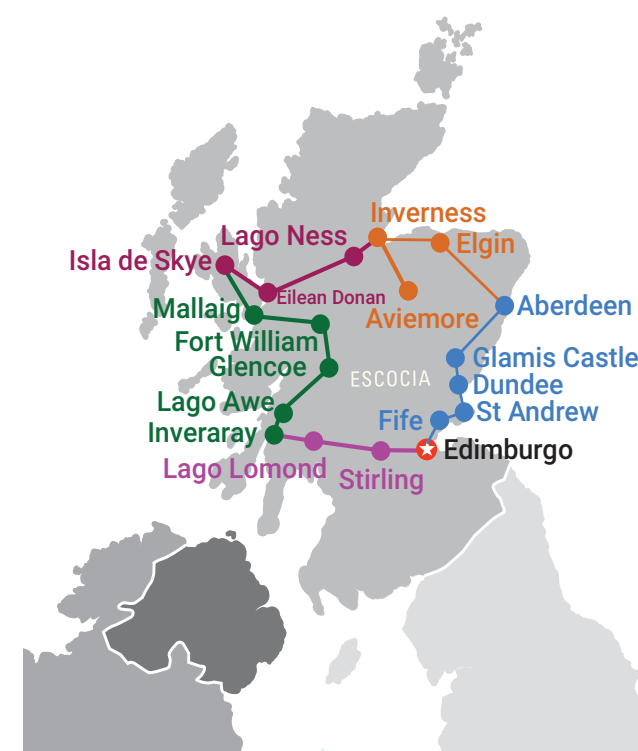 Inverness
Lago Ness
Elgin
Isla de Skye
Eilean Donan
Mallaig
Aberdeen
Aviemore
Fort William
Glencoe
Glamis Castle
ESCOCIA
Dundee
Lago Awe
St Andrew
Fife
Inveraray
Edimburgo
Lago Lomond
Stirling